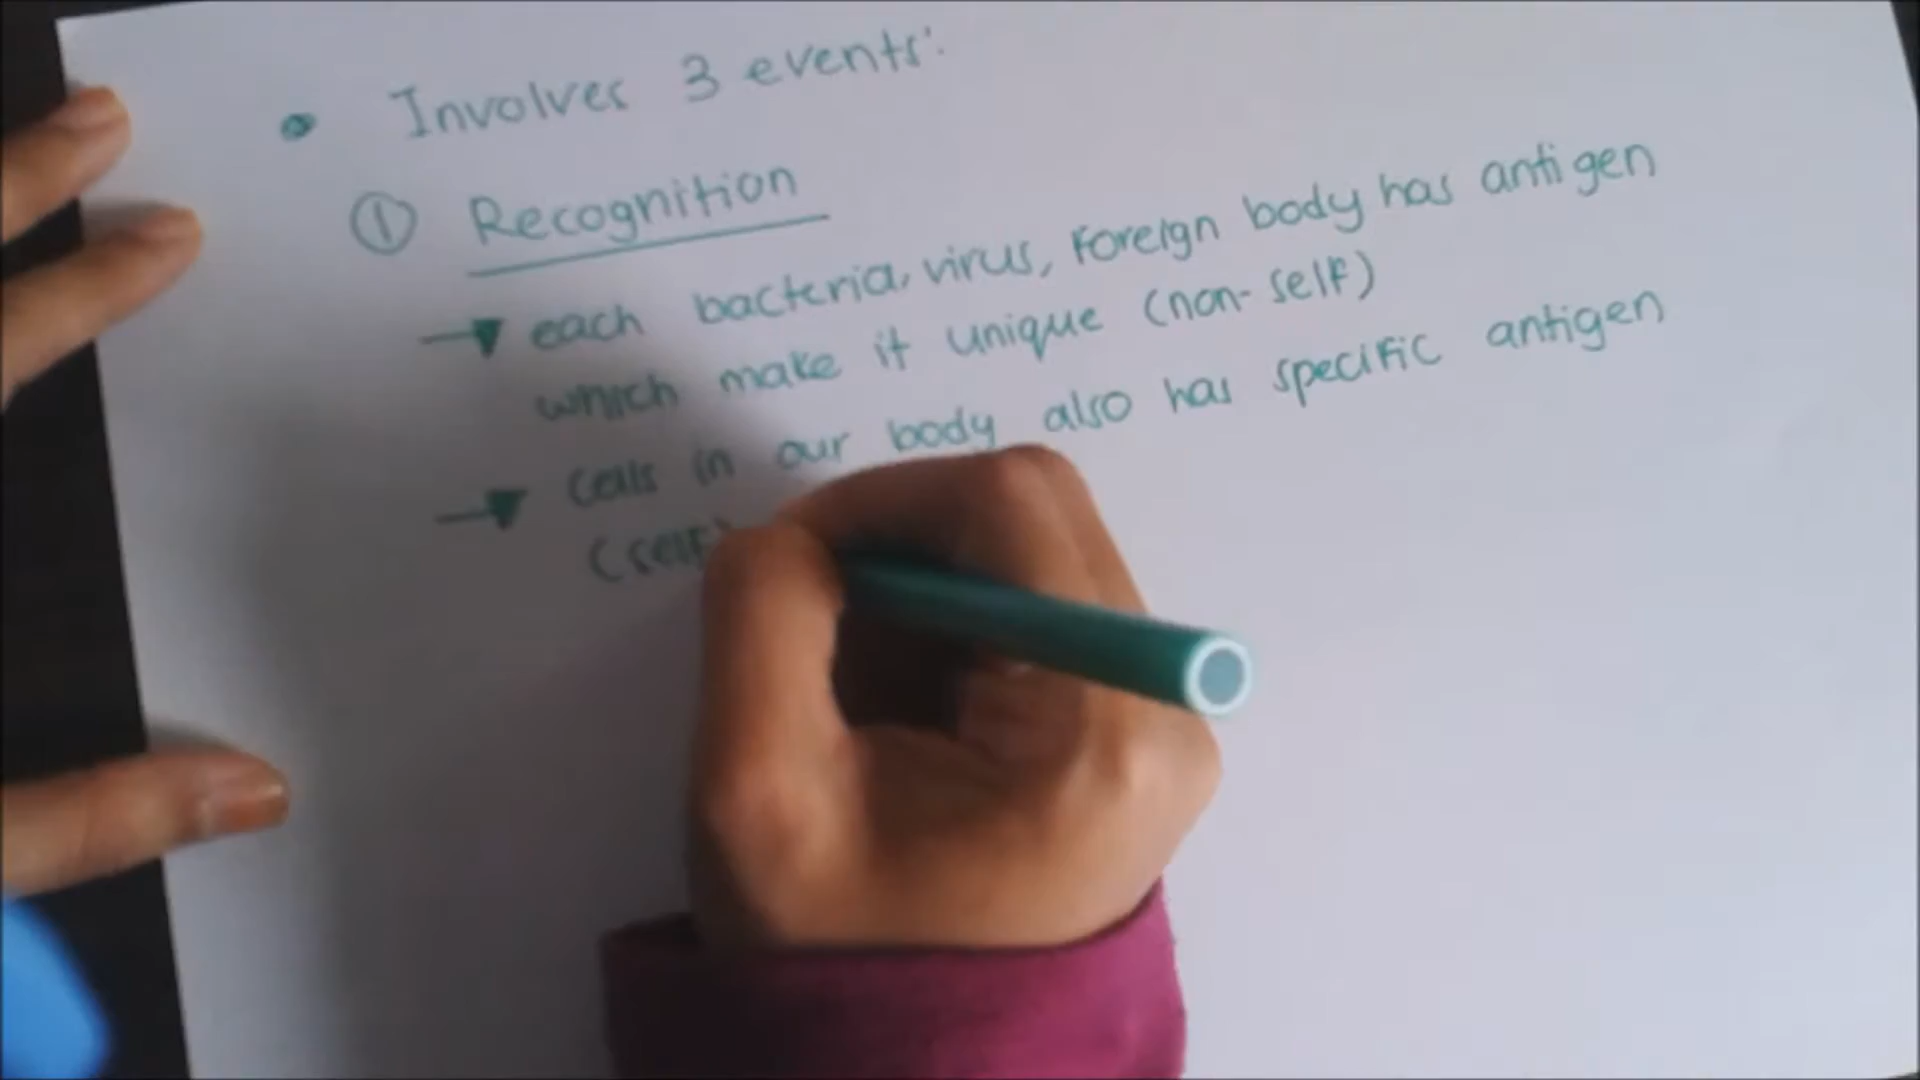 • Involves 3 events:
① Recognition
→ each bacteria, virus, foreign body has antigen
which make it unique (non-self)
→ cells in our body also has specific antigen
(self)